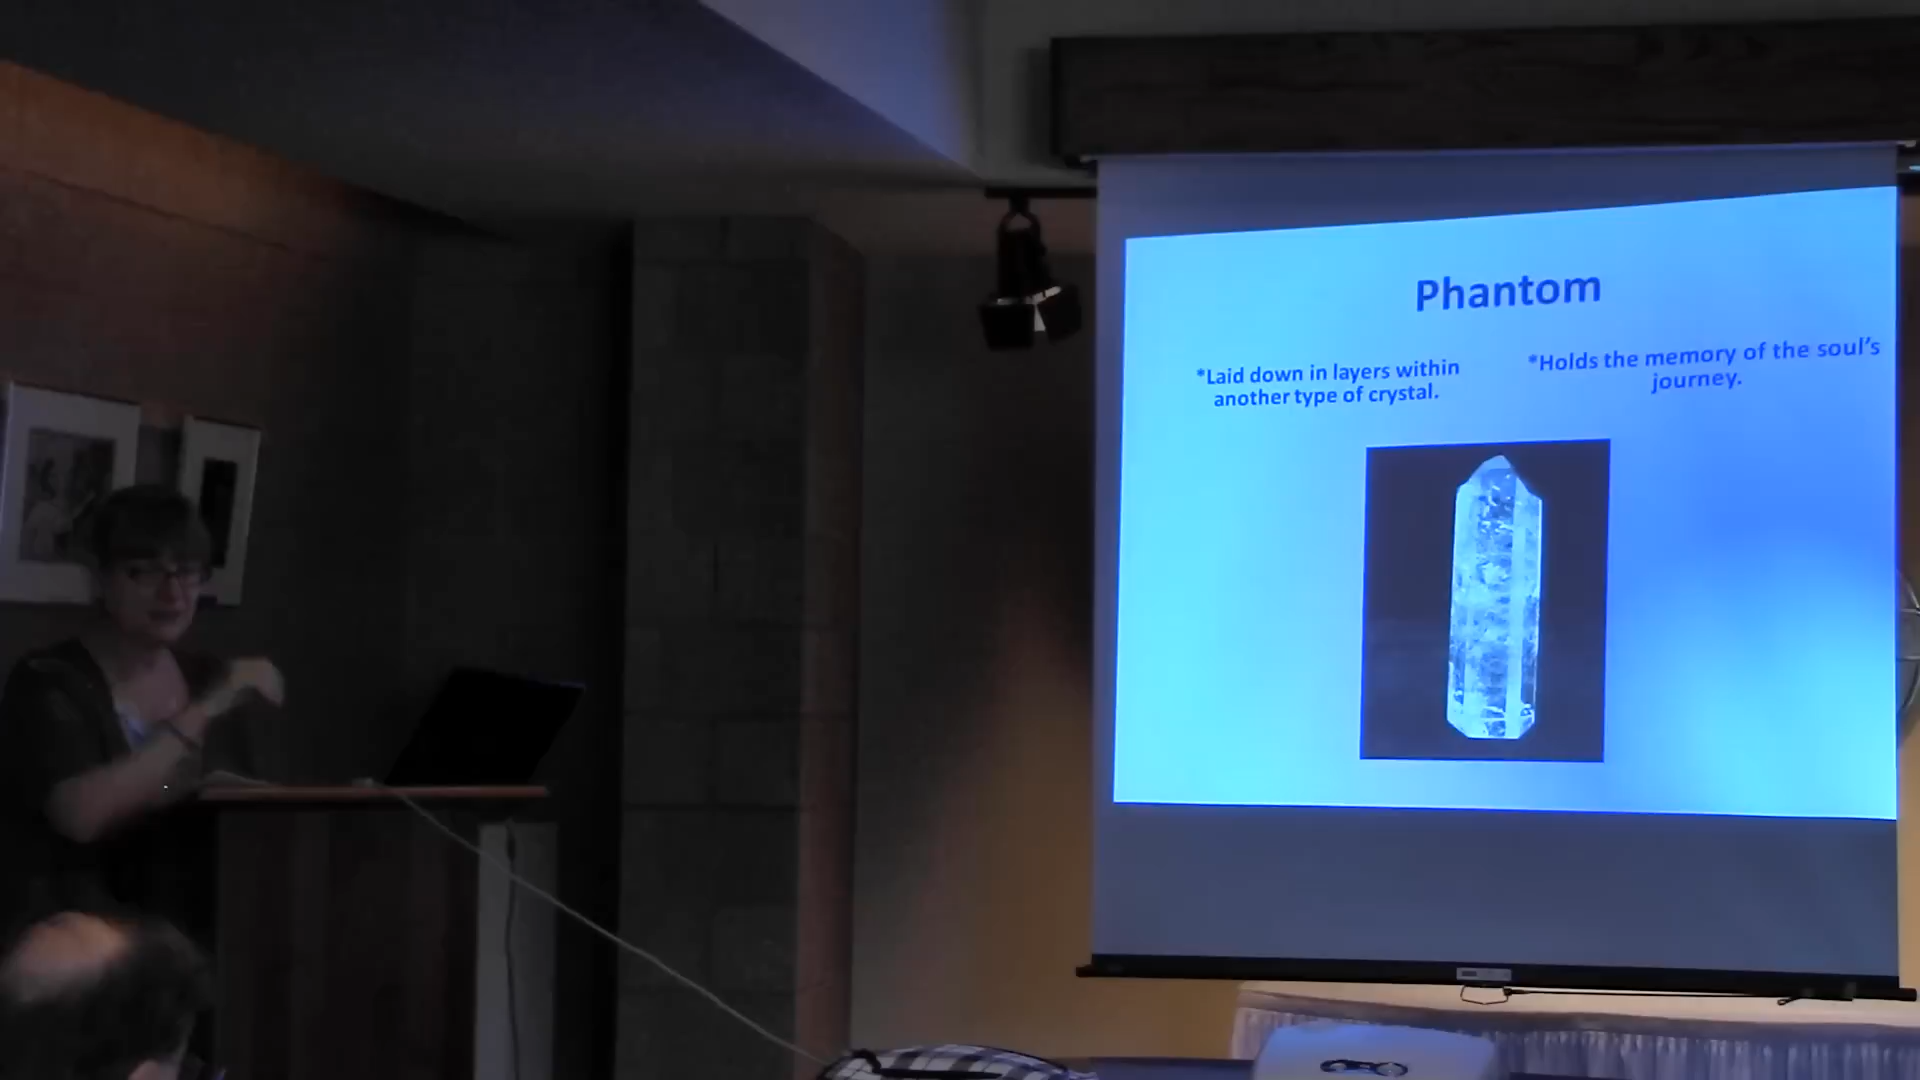 Phantom
*Laid down in layers within
another type of crystal.
*Holds the memory of the soul's
journey.